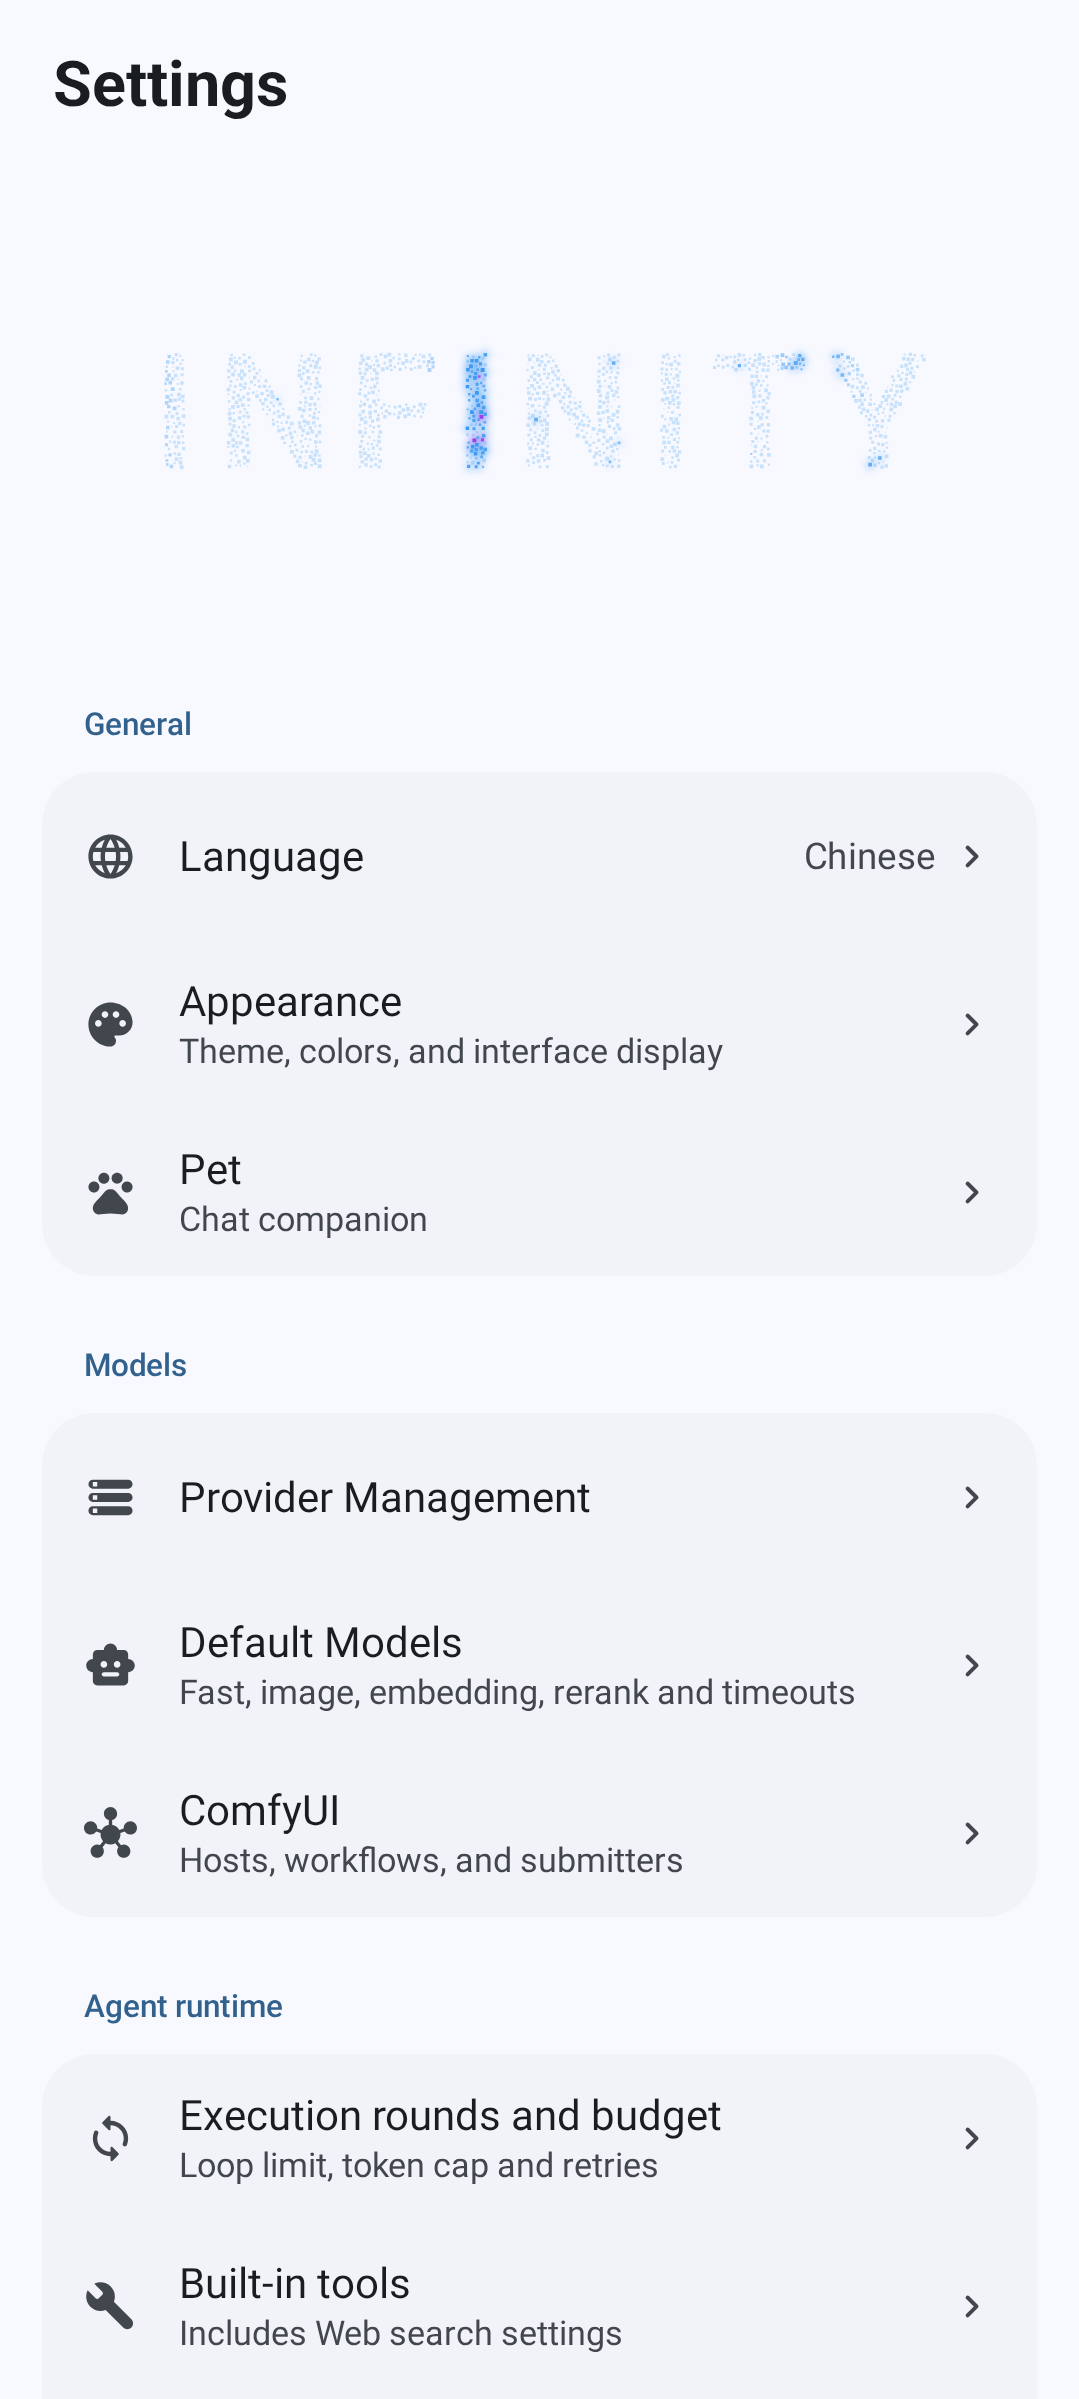 Settings
INFINITY
General
Language
Chinese
Appearance
Theme, colors, and interface display
Pet
Chat companion
Models
Provider Management
Default Models
Fast, image, embedding, rerank and timeouts
ComfyUI
Hosts, workflows, and submitters
Agent runtime
Execution rounds and budget
Loop limit, token cap and retries
Built-in tools
Includes Web search settings